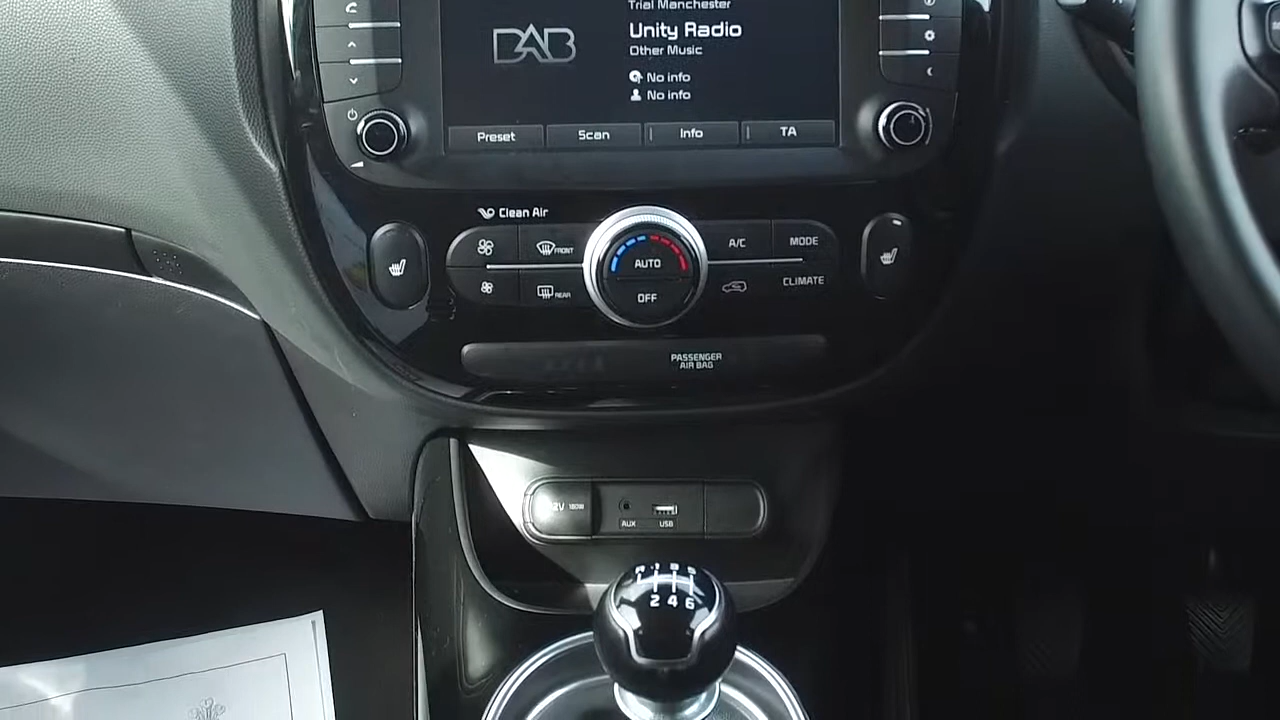 Trial Manchester
Unity Radio
Other Music
DAB
No info
No info
Preset Scan Info TA
Clean Air
FRONT
A/C
MODE
AUTO
REAR
OFF
CLIMATE
PASSENGER
AIR BAG
180W
AUX
USB
R 1 3 5
2 4 6